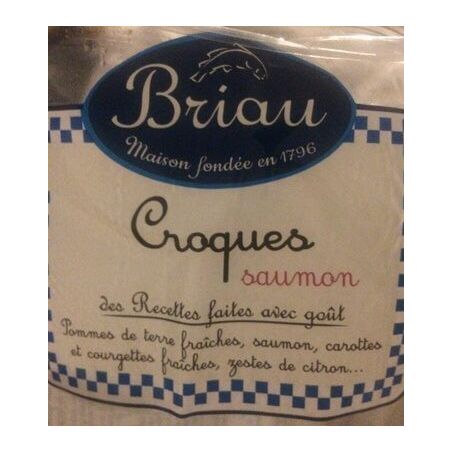 Briau
Maison fondée en 1796
Croques
saumon
des Recettes faites avec goût
Pommes de terre fraîches, saumon, carottes
et courgettes fraîches, zestes de citron...